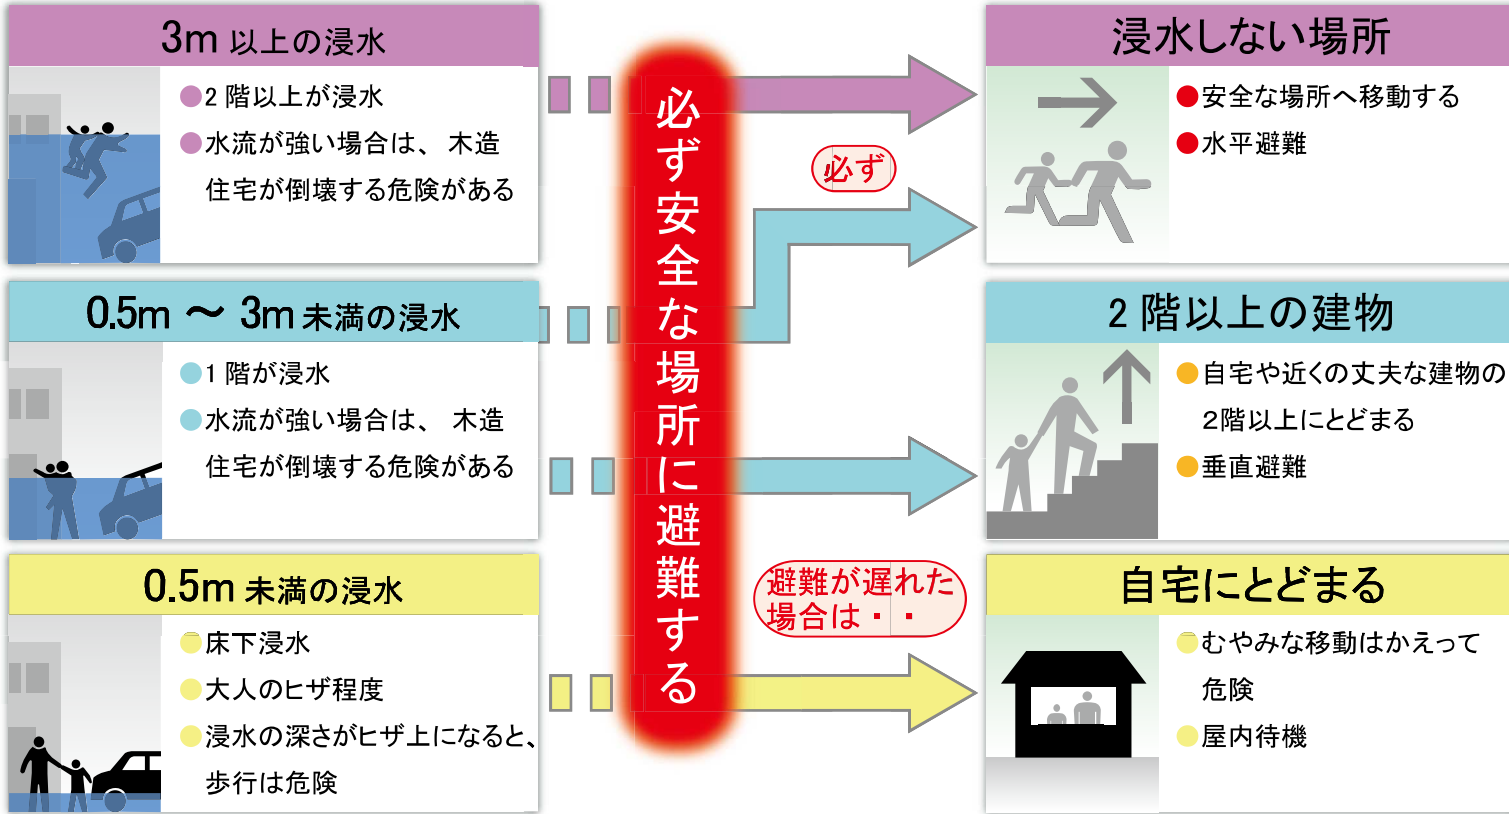 3m 以上の浸水
●2 階以上が浸水
●水流が強い場合は、 木造
住宅が倒壊する危険がある
0.5m ～ 3m 未満の浸水
●1 階が浸水
●水流が強い場合は、 木造
住宅が倒壊する危険がある
0.5m 未満の浸水
●床下浸水
●大人のヒザ程度
●浸水の深さがヒザ上になると、
歩行は危険
必ず安全な場所に避難する
必ず
避難が遅れた
場合は・・
浸水しない場所
●安全な場所へ移動する
●水平避難
2 階以上の建物
●自宅や近くの丈夫な建物の
２階以上にとどまる
●垂直避難
自宅にとどまる
●むやみな移動はかえって
危険
●屋内待機